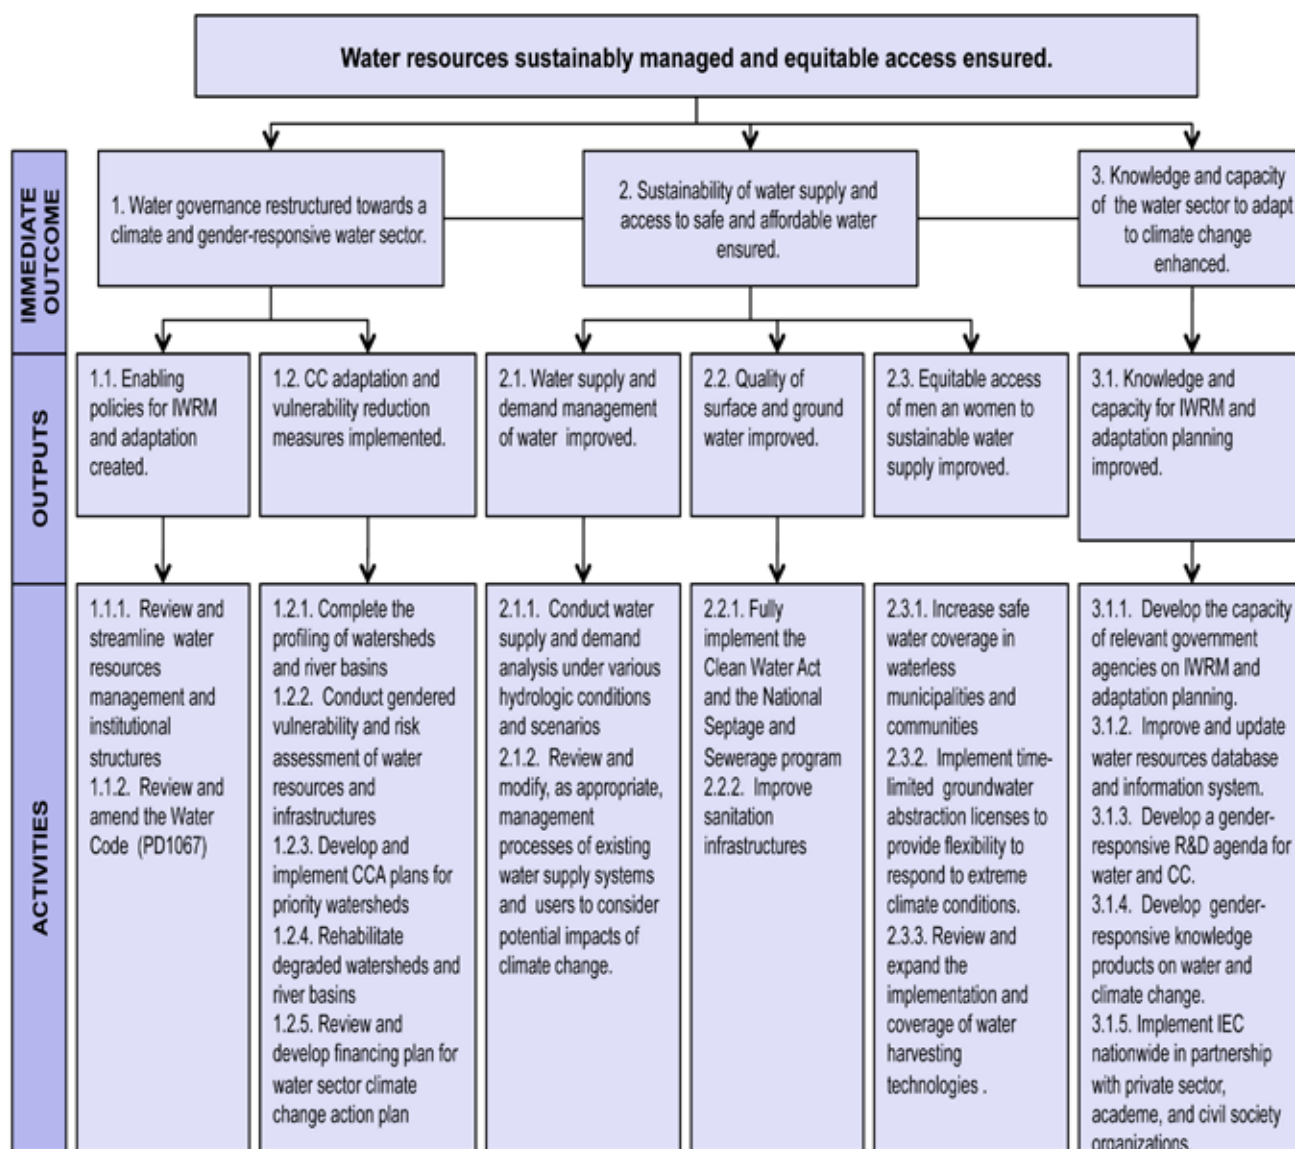 Water resources sustainably managed and equitable access ensured.
IMMEDIATE
OUTCOME
1. Water governance restructured towards a
climate and gender-responsive water sector.
2. Sustainability of water supply and
access to safe and affordable water
ensured.
3. Knowledge and capacity
of the water sector to adapt
to climate change
enhanced.
OUTPUTS
1.1. Enabling
policies for IWRM
and adaptation
created.
1.2. CC adaptation and
vulnerability reduction
measures implemented.
2.1. Water supply and
demand management
of water improved.
2.2. Quality of
surface and ground
water improved.
2.3. Equitable access
of men an women to
sustainable water
supply improved.
3.1. Knowledge and
capacity for IWRM and
adaptation planning
improved.
ACTIVITIES
1.1.1. Review and
streamline water
resources
management and
institutional
structures
1.1.2. Review and
amend the Water
Code (PD1067)
1.2.1. Complete the
profiling of watersheds
and river basins
1.2.2. Conduct gendered
vulnerability and risk
assessment of water
resources and
infrastructures
1.2.3. Develop and
implement CCA plans for
priority watersheds
1.2.4. Rehabilitate
degraded watersheds and
river basins
1.2.5. Review and
develop financing plan for
water sector climate
change action plan
2.1.1. Conduct water
supply and demand
analysis under various
hydrologic conditions
and scenarios
2.1.2. Review and
modify, as appropriate,
management
processes of existing
water supply systems
and users to consider
potential impacts of
climate change.
2.2.1. Fully
implement the
Clean Water Act
and the National
Septage and
Sewerage program
2.2.2. Improve
sanitation
infrastructures
2.3.1. Increase safe
water coverage in
waterless
municipalities and
communities
2.3.2. Implement time-
limited groundwater
abstraction licenses to
provide flexibility to
respond to extreme
climate conditions.
2.3.3. Review and
expand the
implementation and
coverage of water
harvesting
technologies .
3.1.1. Develop the capacity
of relevant government
agencies on IWRM and
adaptation planning.
3.1.2. Improve and update
water resources database
and information system.
3.1.3. Develop a gender-
responsive R&D agenda for
water and CC.
3.1.4. Develop gender-
responsive knowledge
products on water and
climate change.
3.1.5. Implement IEC
nationwide in partnership
with private sector,
academe, and civil society
organizations